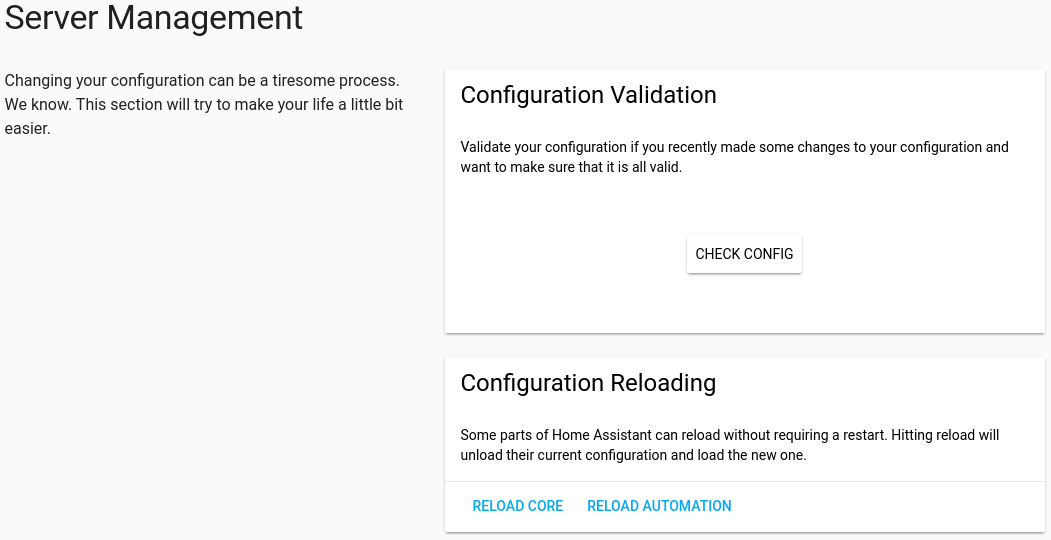 Server Management
Changing your configuration can be a tiresome process.
We know. This section will try to make your life a little bit
easier.
Configuration Validation
Validate your configuration if you recently made some changes to your configuration and
want to make sure that it is all valid.
CHECK CONFIG
Configuration Reloading
Some parts of Home Assistant can reload without requiring a restart. Hitting reload will
unload their current configuration and load the new one.
RELOAD CORE RELOAD AUTOMATION